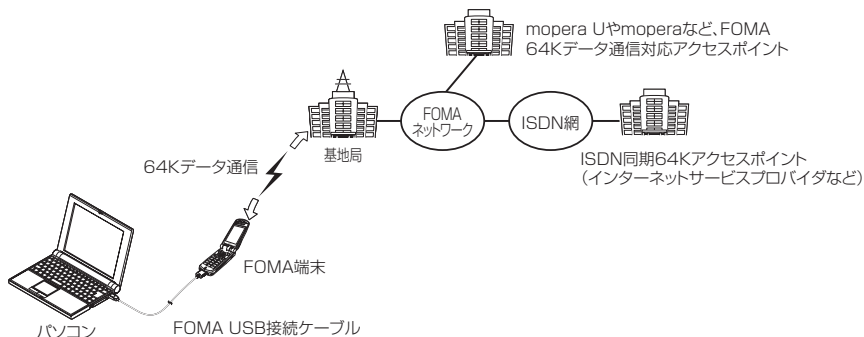 mopera Uやmoperaなど、FOMA
64Kデータ通信対応アクセスポイント
FOMA
ネットワーク
ISDN網
基地局
ISDN同期64Kアクセスポイント
（インターネットサービスプロバイダなど）
64Kデータ通信
FOMA端末
FOMA USB接続ケーブル
パソコン